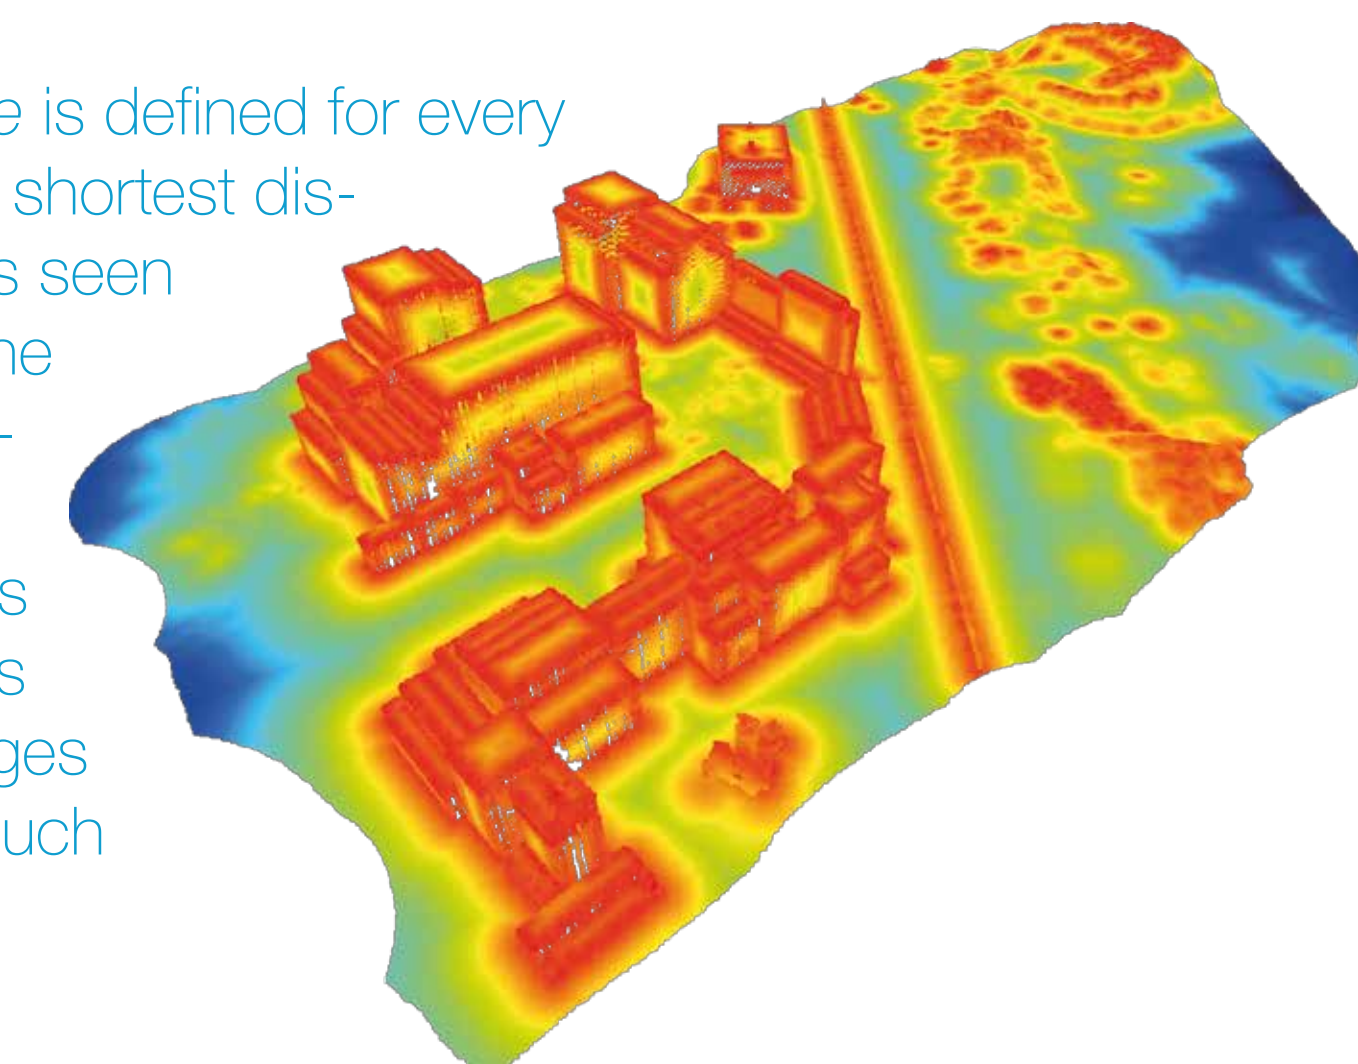 e is defined for every
shortest dis-
s seen
ne
-
s
s
ges
uch